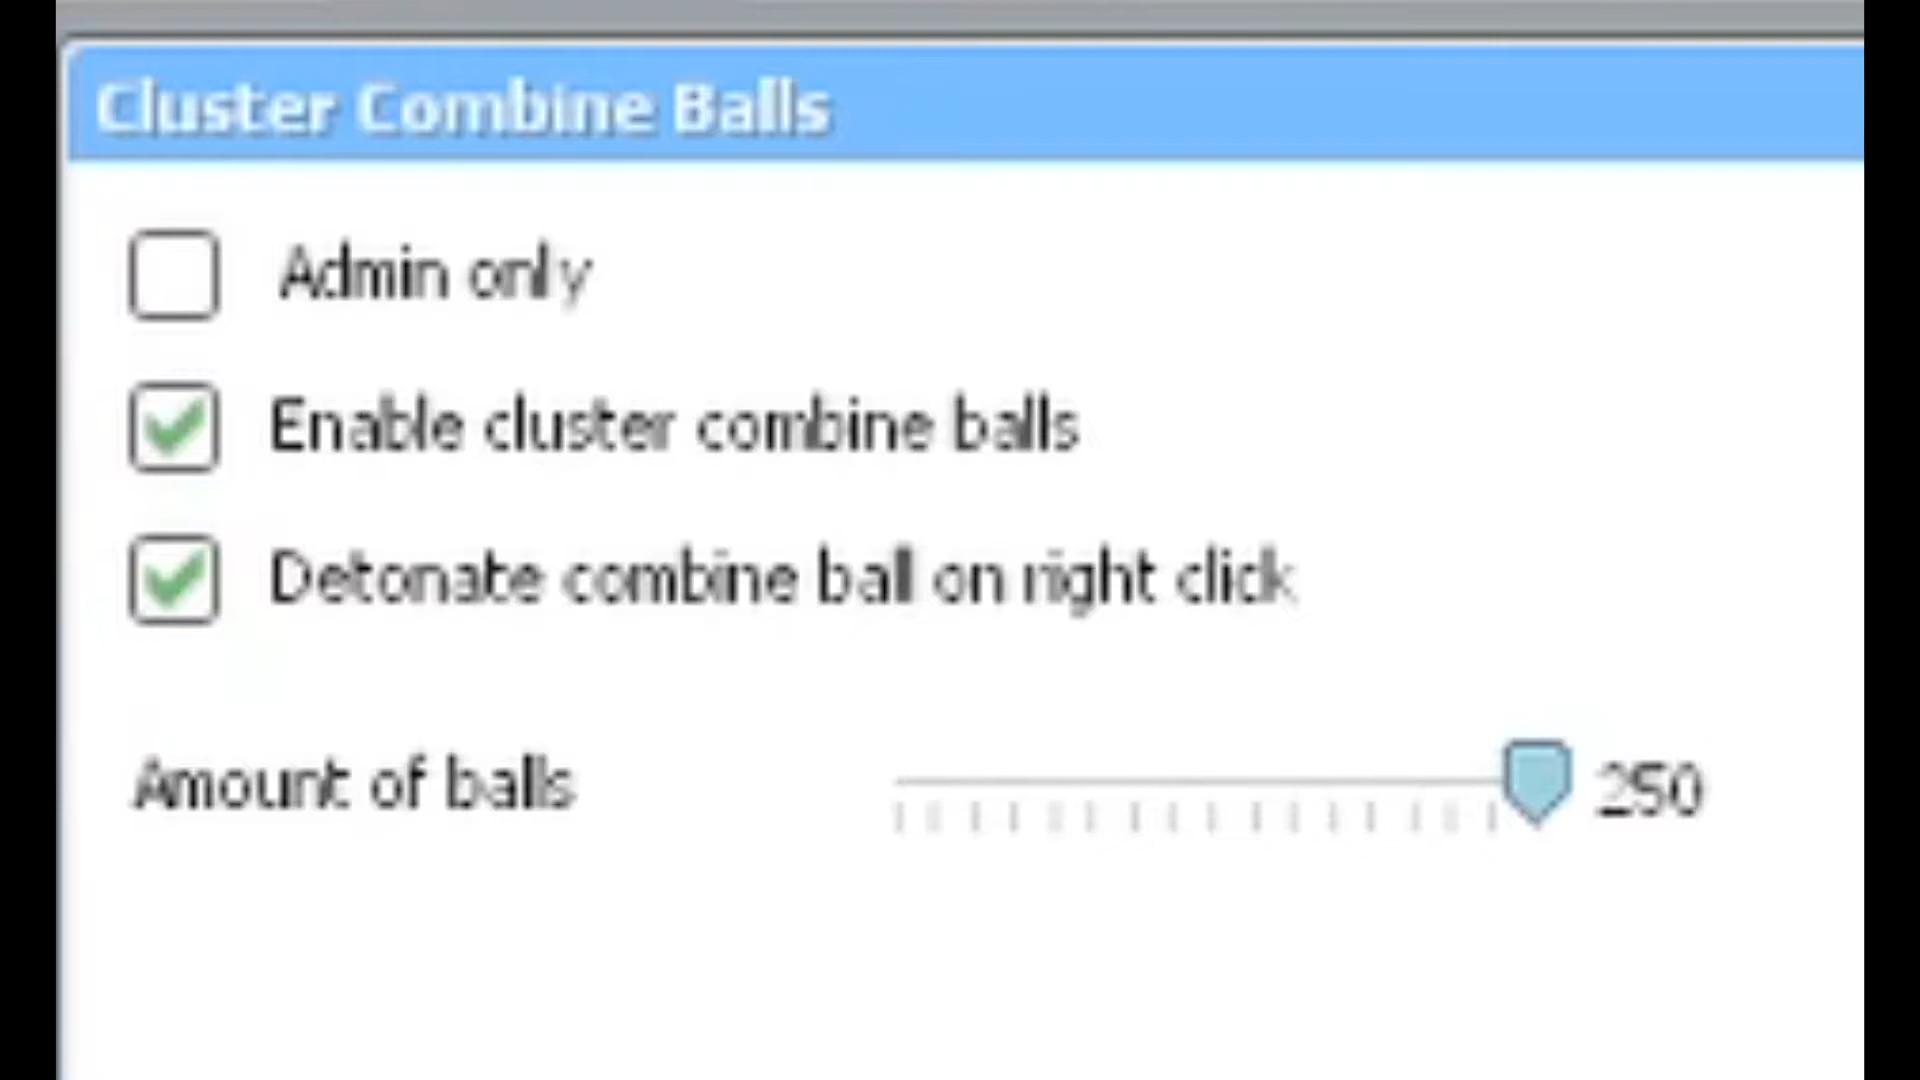 Cluster Combine Balls
Admin only
Enable cluster combine balls
Detonate combine ball on right click
Amount of balls 250